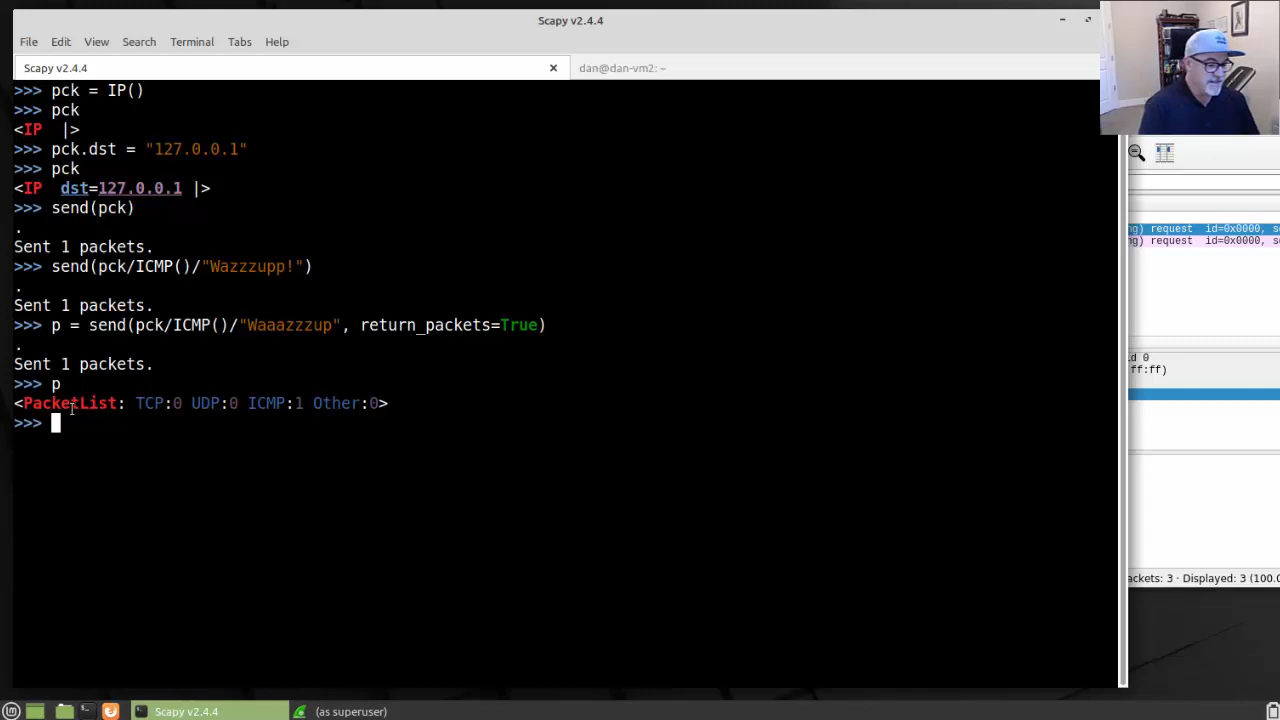 Scapy v2.4.4
File Edit View Search Terminal Tabs Help
Scapy v2.4.4
dan@dan-vm2: ~
>>> pck = IP()
>>> pck
<IP  |>
>>> pck.dst = "127.0.0.1"
>>> pck
<IP  dst=127.0.0.1 |>
>>> send(pck)
.
Sent 1 packets.
>>> send(pck/ICMP()/"Wazzzupp!")
.
Sent 1 packets.
>>> p = send(pck/ICMP()/"Waaazzzup", return_packets=True)
.
Sent 1 packets.
>>> p
<PacketList: TCP:0 UDP:0 ICMP:1 Other:0>
>>>
ng) request  id=0x0000, s
ng) request  id=0x0000, s
d 0
ff:ff)
ackets: 3 · Displayed: 3 (100.0
Scapy v2.4.4
(as superuser)